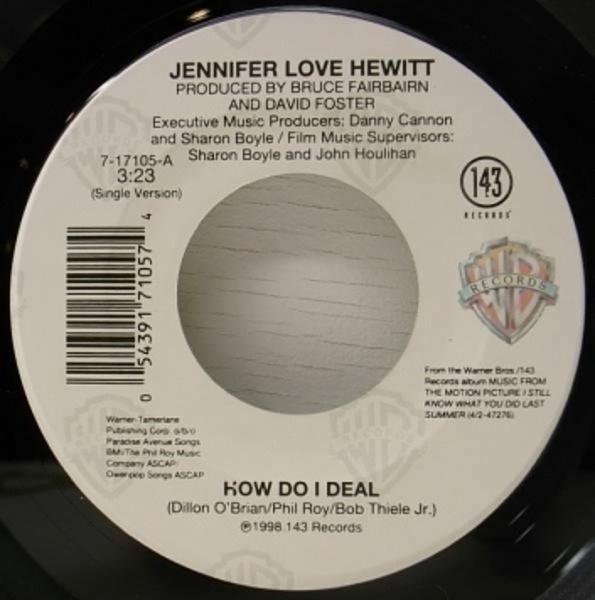 JENNIFER LOVE HEWITT
PRODUCED BY BRUCE FAIRBAIRN
AND DAVID FOSTER
Executive Music Producers: Danny Cannon
and Sharon Boyle / Film Music Supervisors:
Sharon Boyle and John Houlihan
7-17105-A
3:23
(Single Version)
143
RECORDS
0 54391 71057 4
WB
RECORDS
From the Warner Bros./143
Records album MUSIC FROM
THE MOTION PICTURE I STILL
KNOW WHAT YOU DID LAST
SUMMER (4/2-47276)
Warner-Tamerlane
Publishing Corp. o/b/o
Paradise Avenue Songs
BMI/The Phil Roy Music
Company ASCAP/
Owenpop Songs ASCAP
HOW DO I DEAL
(Dillon O'Brian/Phil Roy/Bob Thiele Jr.)
℗1998 143 Records